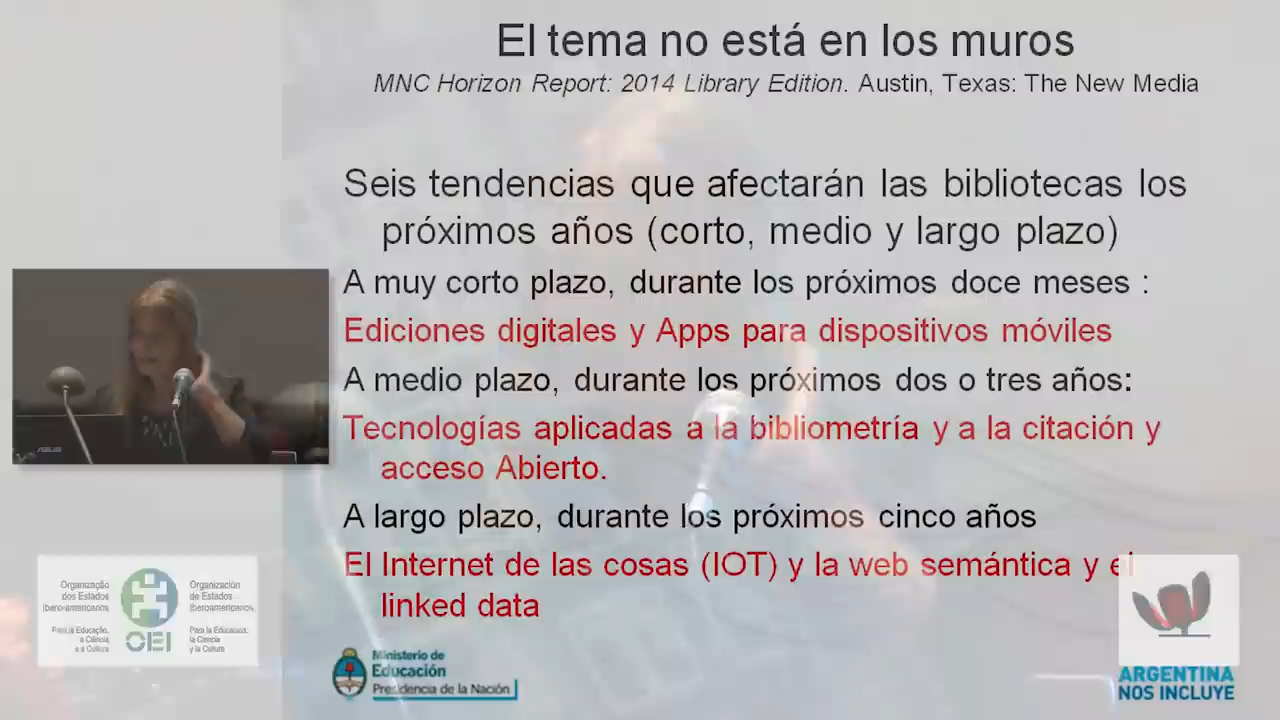 El tema no está en los muros
MNC Horizon Report: 2014 Library Edition. Austin, Texas: The New Media
Seis tendencias que afectarán las bibliotecas los
próximos años (corto, medio y largo plazo)
A muy corto plazo, durante los próximos doce meses :
Ediciones digitales y Apps para dispositivos móviles
A medio plazo, durante los próximos dos o tres años:
Tecnologías aplicadas a la bibliometría y a la citación y
acceso Abierto.
A largo plazo, durante los próximos cinco años
El Internet de las cosas (IOT) y la web semántica y el
linked data
ASUS
Organização
dos Estados
Ibero-americanos
Para la Educação,
a Ciência
e a Cultura
OEI
Organización
de Estados
Iberoamericanos
Para la Educación,
la Ciencia
y la Cultura
Ministerio de
Educación
Presidencia de la Nación
ARGENTINA
NOS INCLUYE